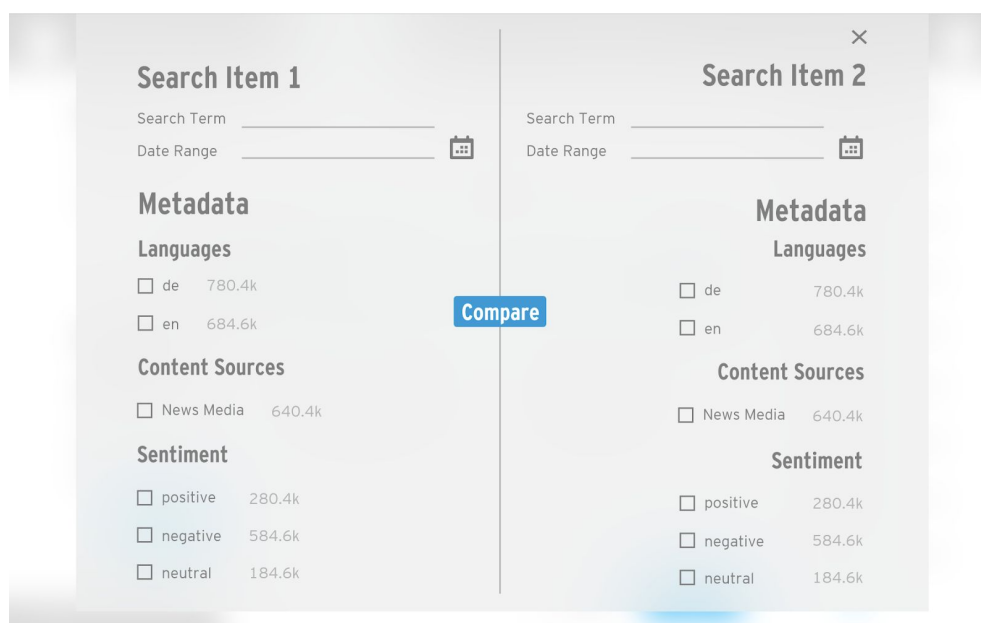 Search Item 1
Search Term
Date Range
Metadata
Languages
de 780.4k
en 684.6k
Content Sources
News Media 640.4k
Sentiment
positive 280.4k
negative 584.6k
neutral 184.6k
Compare
Search Item 2
Search Term
Date Range
Metadata
Languages
de 780.4k
en 684.6k
Content Sources
News Media 640.4k
Sentiment
positive 280.4k
negative 584.6k
neutral 184.6k